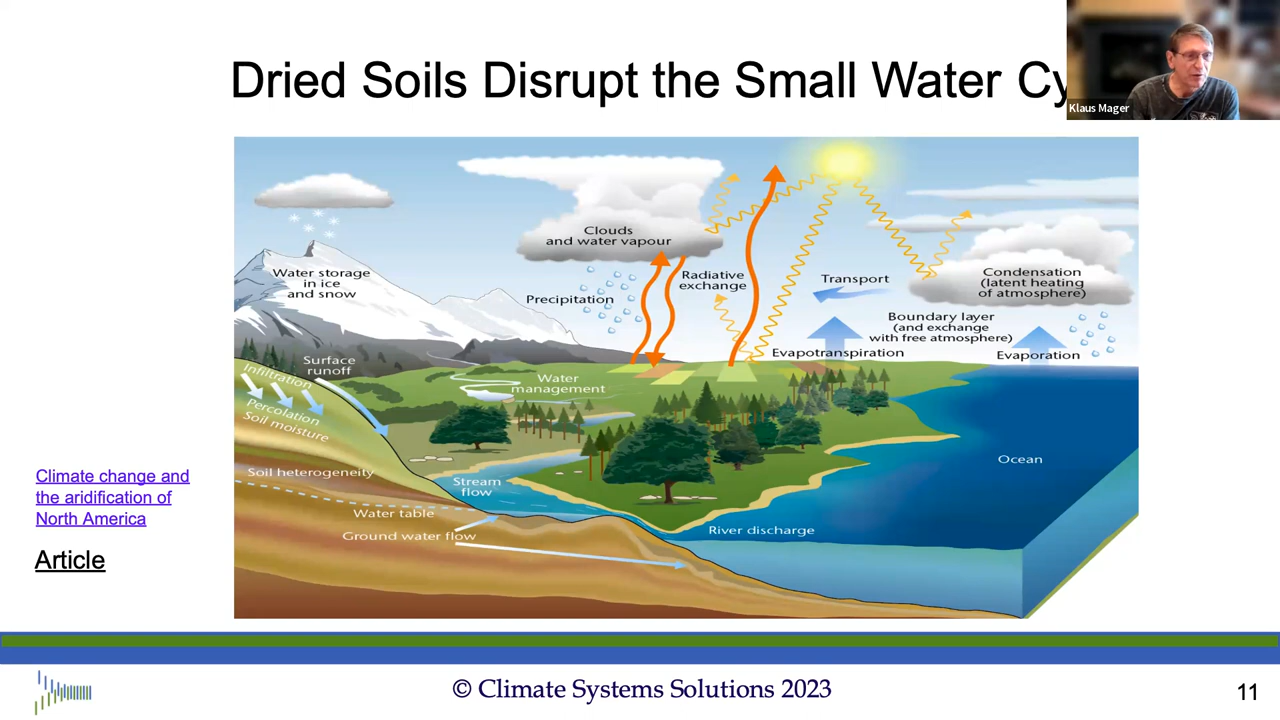 Dried Soils Disrupt the Small Water Cy
Klaus Mager
Clouds
and water vapour
Water storage
in ice
and snow
Precipitation
Radiative
exchange
Transport
Condensation
(latent heating
of atmosphere)
Boundary layer
(and exchange
with free atmosphere)
Evapotranspiration
Evaporation
Surface
runoff
Infiltration
Percolation
Soil moisture
Water
management
Soil heterogeneity
Stream
flow
Ocean
Water table
Ground water flow
River discharge
Climate change and
the aridification of
North America
Article
© Climate Systems Solutions 2023
11